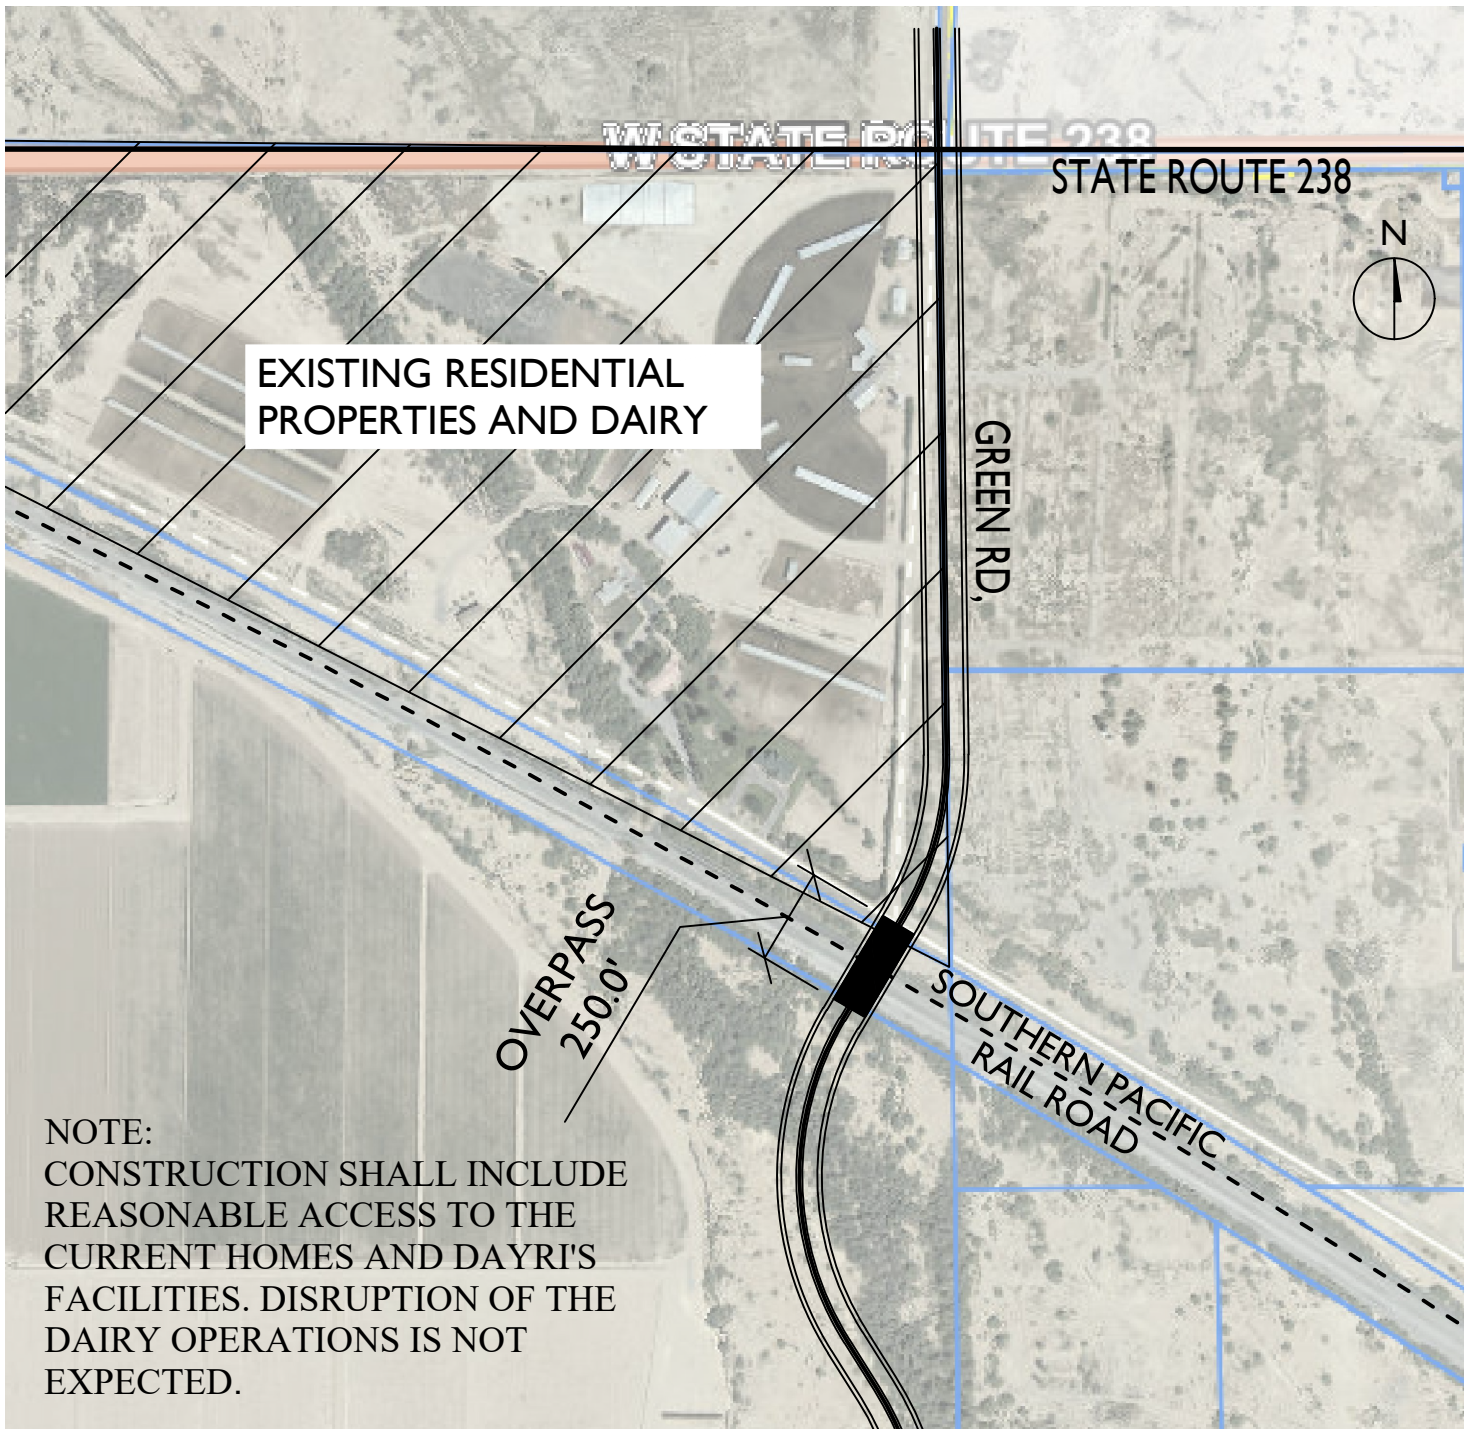 W STATE ROUTE 238
STATE ROUTE 238
N
EXISTING RESIDENTIAL
PROPERTIES AND DAIRY
GREEN RD,
OVERPASS
250.0'
SOUTHERN PACIFIC
RAIL ROAD
NOTE:
CONSTRUCTION SHALL INCLUDE
REASONABLE ACCESS TO THE
CURRENT HOMES AND DAYRI'S
FACILITIES. DISRUPTION OF THE
DAIRY OPERATIONS IS NOT
EXPECTED.